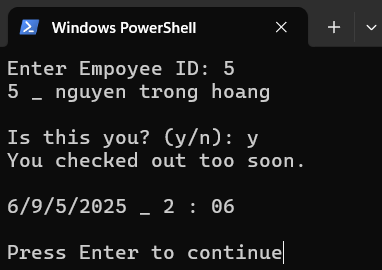 Windows PowerShell
Enter Empoyee ID: 5
5 _ nguyen trong hoang
Is this you? (y/n): y
You checked out too soon.
6/9/5/2025 _ 2 : 06
Press Enter to continue